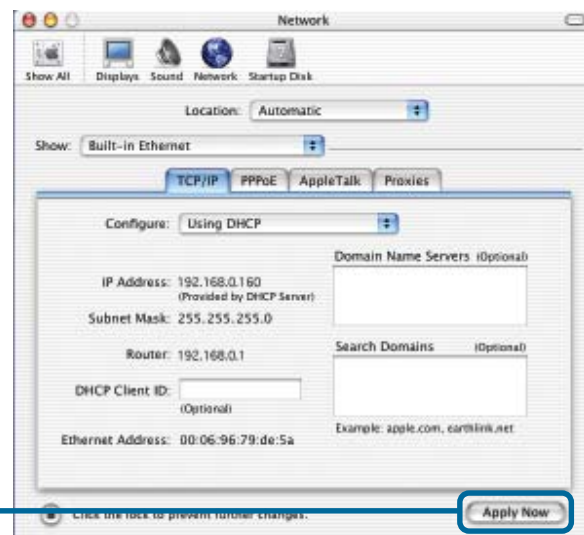 Network
Show All Displays Sound Network Startup Disk
Location: Automatic
Show: Built-in Ethernet
TCP/IP PPPoE AppleTalk Proxies
Configure: Using DHCP
Domain Name Servers (Optional)
IP Address: 192.168.0.160
(Provided by DHCP Server)
Subnet Mask: 255.255.255.0
Router: 192.168.0.1
Search Domains (Optional)
DHCP Client ID:
(Optional)
Example: apple.com, earthlink.net
Ethernet Address: 00:06:96:79:de:5a
Click the lock to prevent further changes.
Apply Now